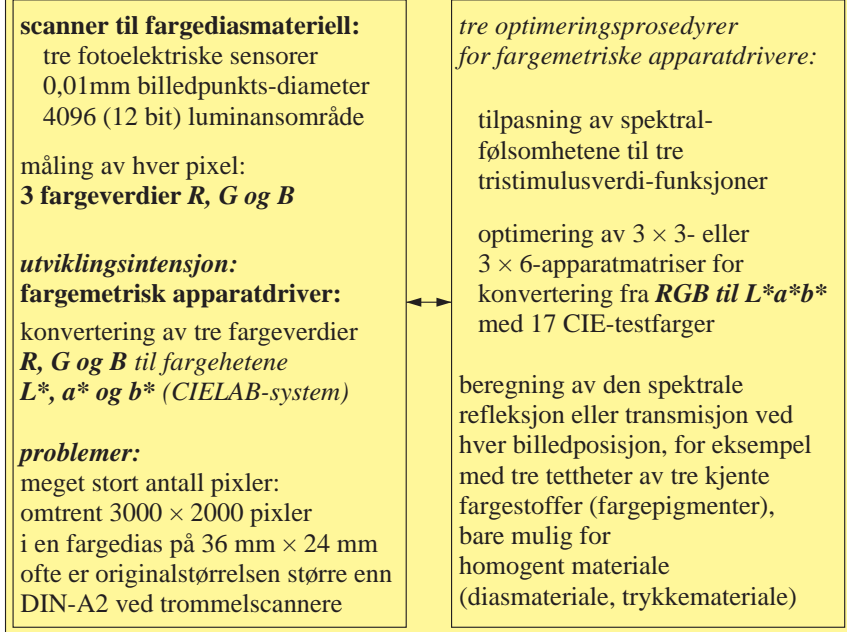 scanner til fargediasmateriell:
tre fotoelektriske sensorer
0,01mm billedpunkts-diameter
4096 (12 bit) luminansområde
måling av hver pixel:
3 fargeverdier R, G og B
utviklingsintensjon:
fargemetrisk apparatdriver:
konvertering av tre fargeverdier
R, G og B til fargehetene
L*, a* og b* (CIELAB-system)
problemer:
meget stort antall pixler:
omtrent 3000 × 2000 pixler
i en fargedias på 36 mm × 24 mm
ofte er originalstørrelsen større enn
DIN-A2 ved trommelscannere
tre optimeringsprosedyrer
for fargemetriske apparatdrivere:
tilpasning av spektral-
følsomhetene til tre
tristimulusverdi-funksjoner
optimering av 3 × 3- eller
3 × 6-apparatmatriser for
konvertering fra RGB til L*a*b*
med 17 CIE-testfarger
beregning av den spektrale
refleksjon eller transmisjon ved
hver billedposisjon, for eksempel
med tre tettheter av tre kjente
fargestoffer (fargepigmenter),
bare mulig for
homogent materiale
(diasmateriale, trykkemateriale)